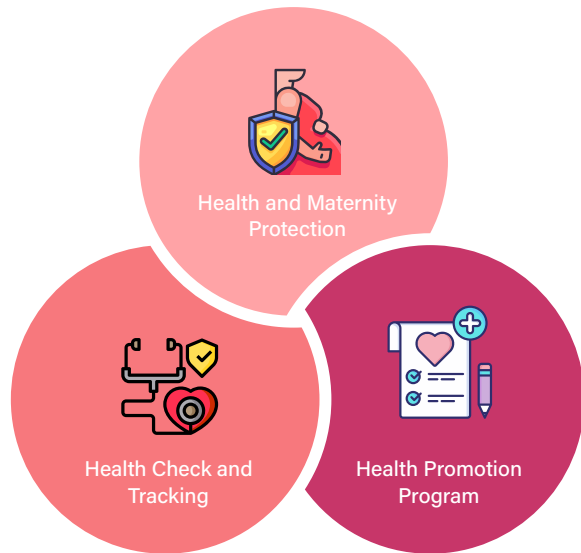 Health and Maternity
Protection
Health Check and
Tracking
Health Promotion
Program